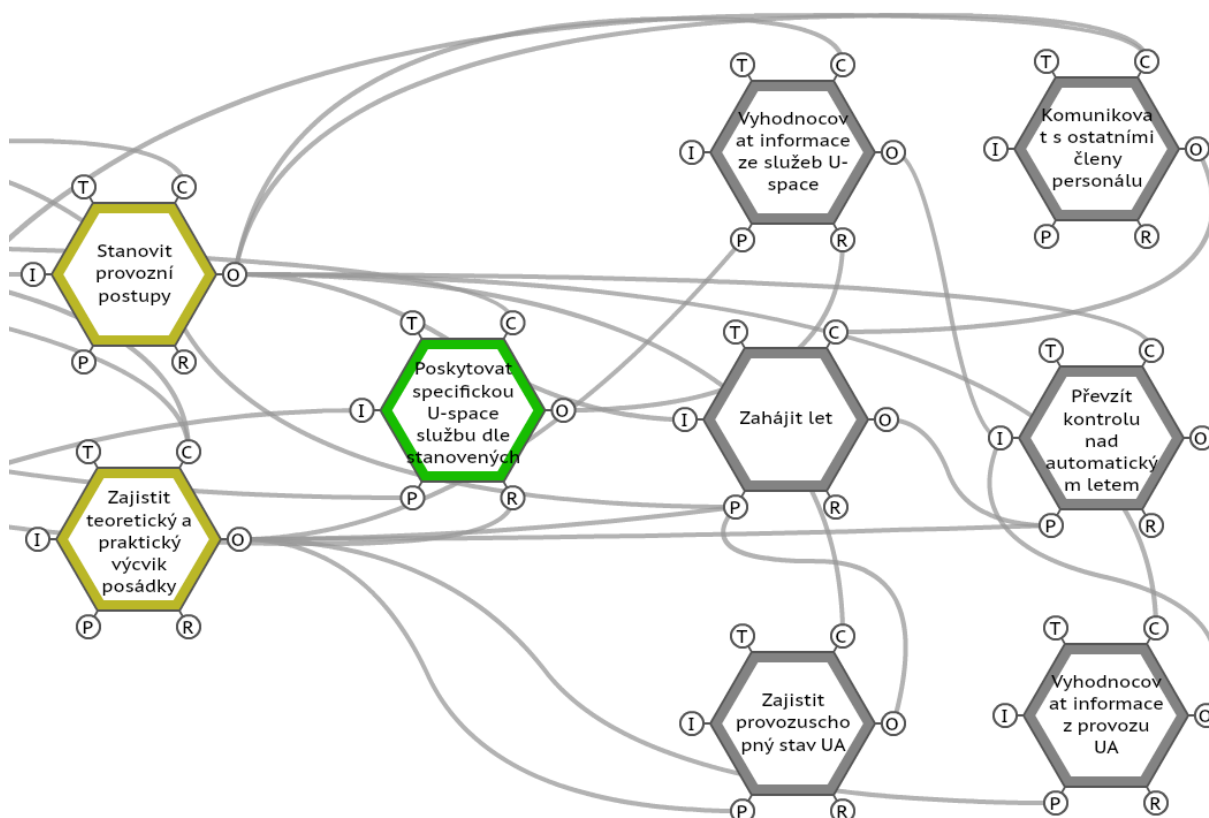 T
C
Vyhodnocov
at informace
ze služeb U-
space
I
O
P
R
T
C
Komunikova
t s ostatními
členy
personálu
I
O
P
R
T
C
Stanovit
provozní
postupy
I
O
P
R
T
C
Poskytovat
specifickou
U-space
službu dle
stanovených
I
O
P
R
T
C
Zahájit let
I
O
P
R
T
C
Převzít
kontrolu
nad
automatický
m letem
I
O
P
R
T
C
Zajistit
teoretický a
praktický
výcvik
posádky
I
O
P
R
T
C
Zajistit
provozuscho
pný stav UA
I
O
P
R
T
C
Vyhodnocov
at informace
z provozu
UA
I
O
P
R